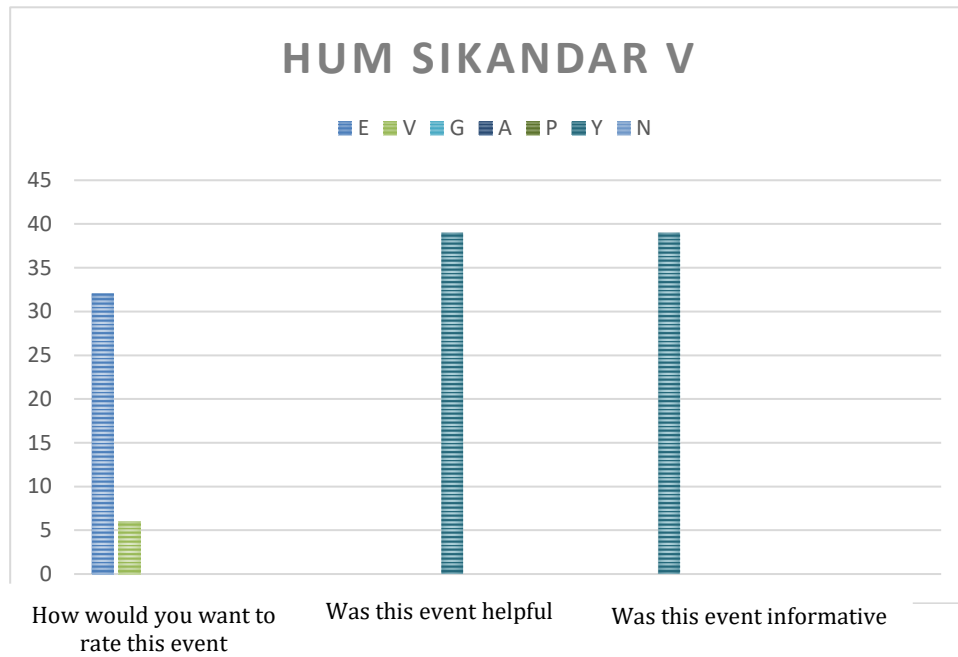 HUM SIKANDAR V
E V G A P Y N
45
40
35
30
25
20
15
10
5
0
How would you want to
rate this event
Was this event helpful
Was this event informative